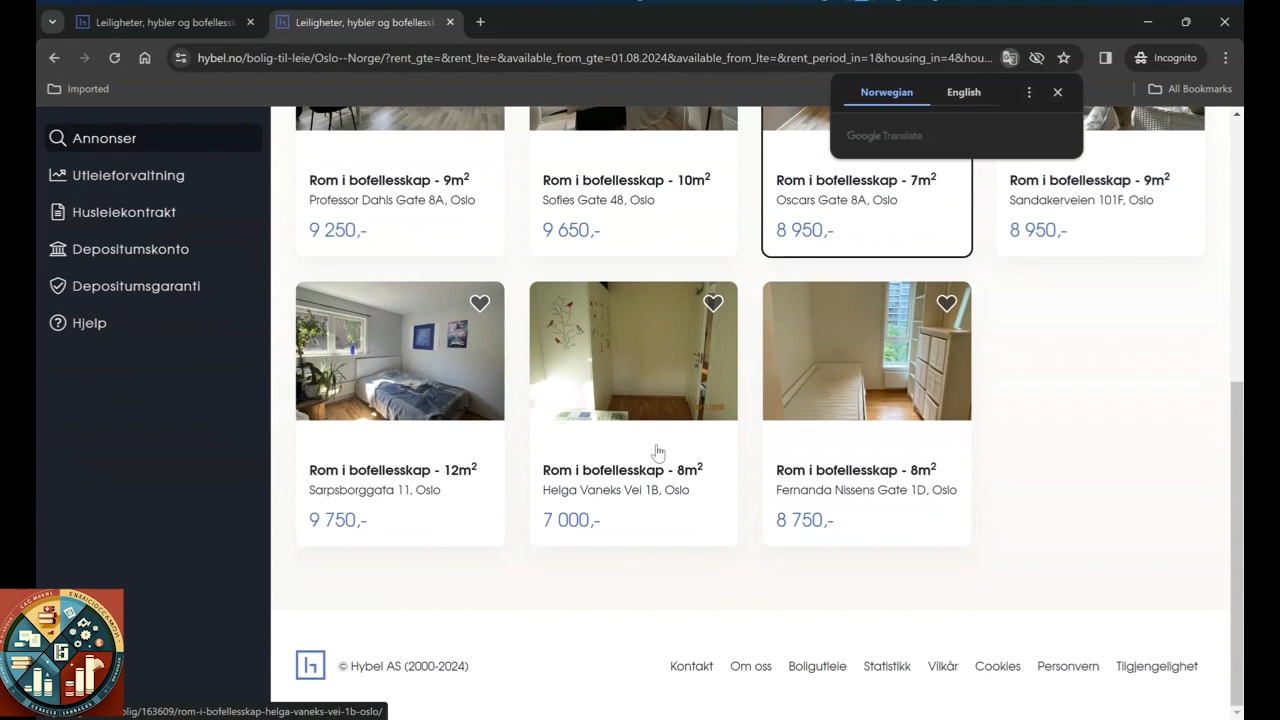 Leiligheter, hybler og bofellessk
Leiligheter, hybler og bofellessk
hybel.no/bolig-til-leie/Oslo--Norge/?rent_gte=&rent_lte=&available_from_gte=01.08.2024&available_from_lte=&rent_period_in=1&housing_in=4&hou...
Incognito
Imported
All Bookmarks
Norwegian
English
Google Translate
Annonser
Utleieforvaltning
Husleiekontrakt
Depositumskonto
Depositumsgaranti
Hjelp
Rom i bofellesskap - 9m²
Professor Dahls Gate 8A, Oslo
9 250,-
Rom i bofellesskap - 10m²
Sofies Gate 48, Oslo
9 650,-
Rom i bofellesskap - 7m²
Oscars Gate 8A, Oslo
8 950,-
Rom i bofellesskap - 9m²
Sandakerveien 101F, Oslo
8 950,-
Rom i bofellesskap - 12m²
Sarpsborggata 11, Oslo
9 750,-
Rom i bofellesskap - 8m²
Helga Vaneks Vei 1B, Oslo
7 000,-
Rom i bofellesskap - 8m²
Fernanda Nissens Gate 1D, Oslo
8 750,-
© Hybel AS (2000-2024)
Kontakt
Om oss
Boligutleie
Statistikk
Vilkår
Cookies
Personvern
Tilgjengelighet
olig/163609/rom-i-bofellesskap-helga-vaneks-vei-1b-oslo/